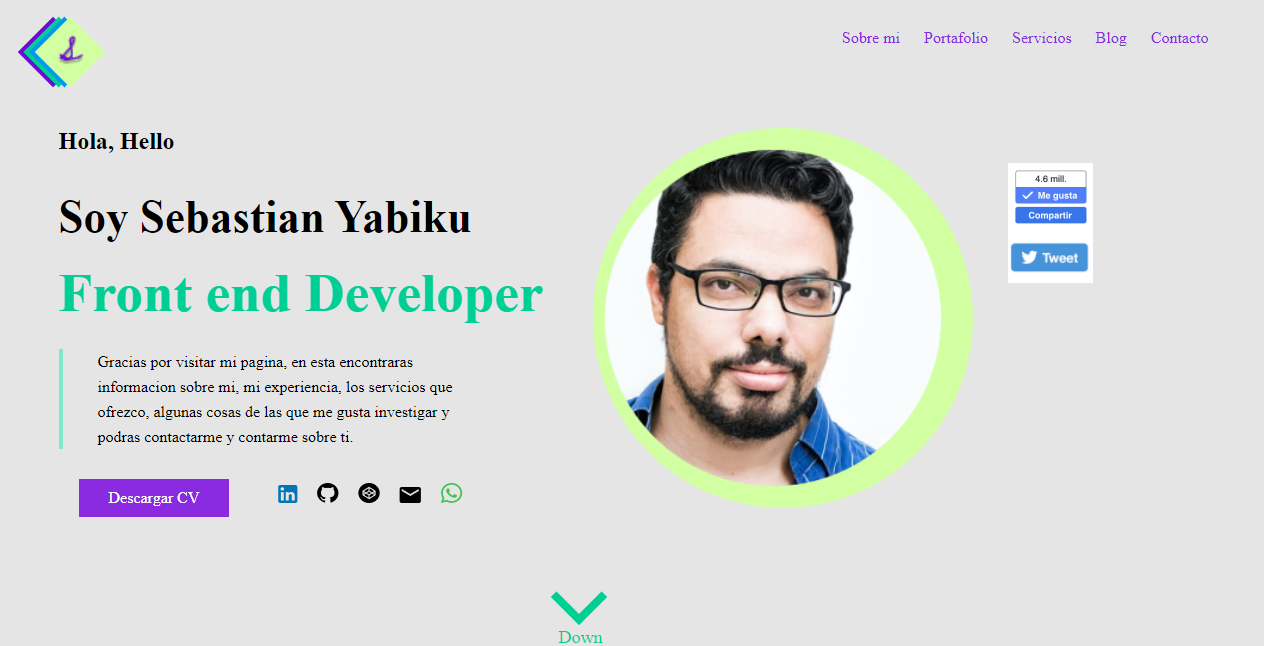 Sobre mi Portafolio Servicios Blog Contacto
Hola, Hello
Soy Sebastian Yabiku
Front end Developer
Gracias por visitar mi pagina, en esta encontraras
informacion sobre mi, mi experiencia, los servicios que
ofrezco, algunas cosas de las que me gusta investigar y
podras contactarme y contarme sobre ti.
Descargar CV
in
4.6 mill.
Me gusta
Compartir
Tweet
Down